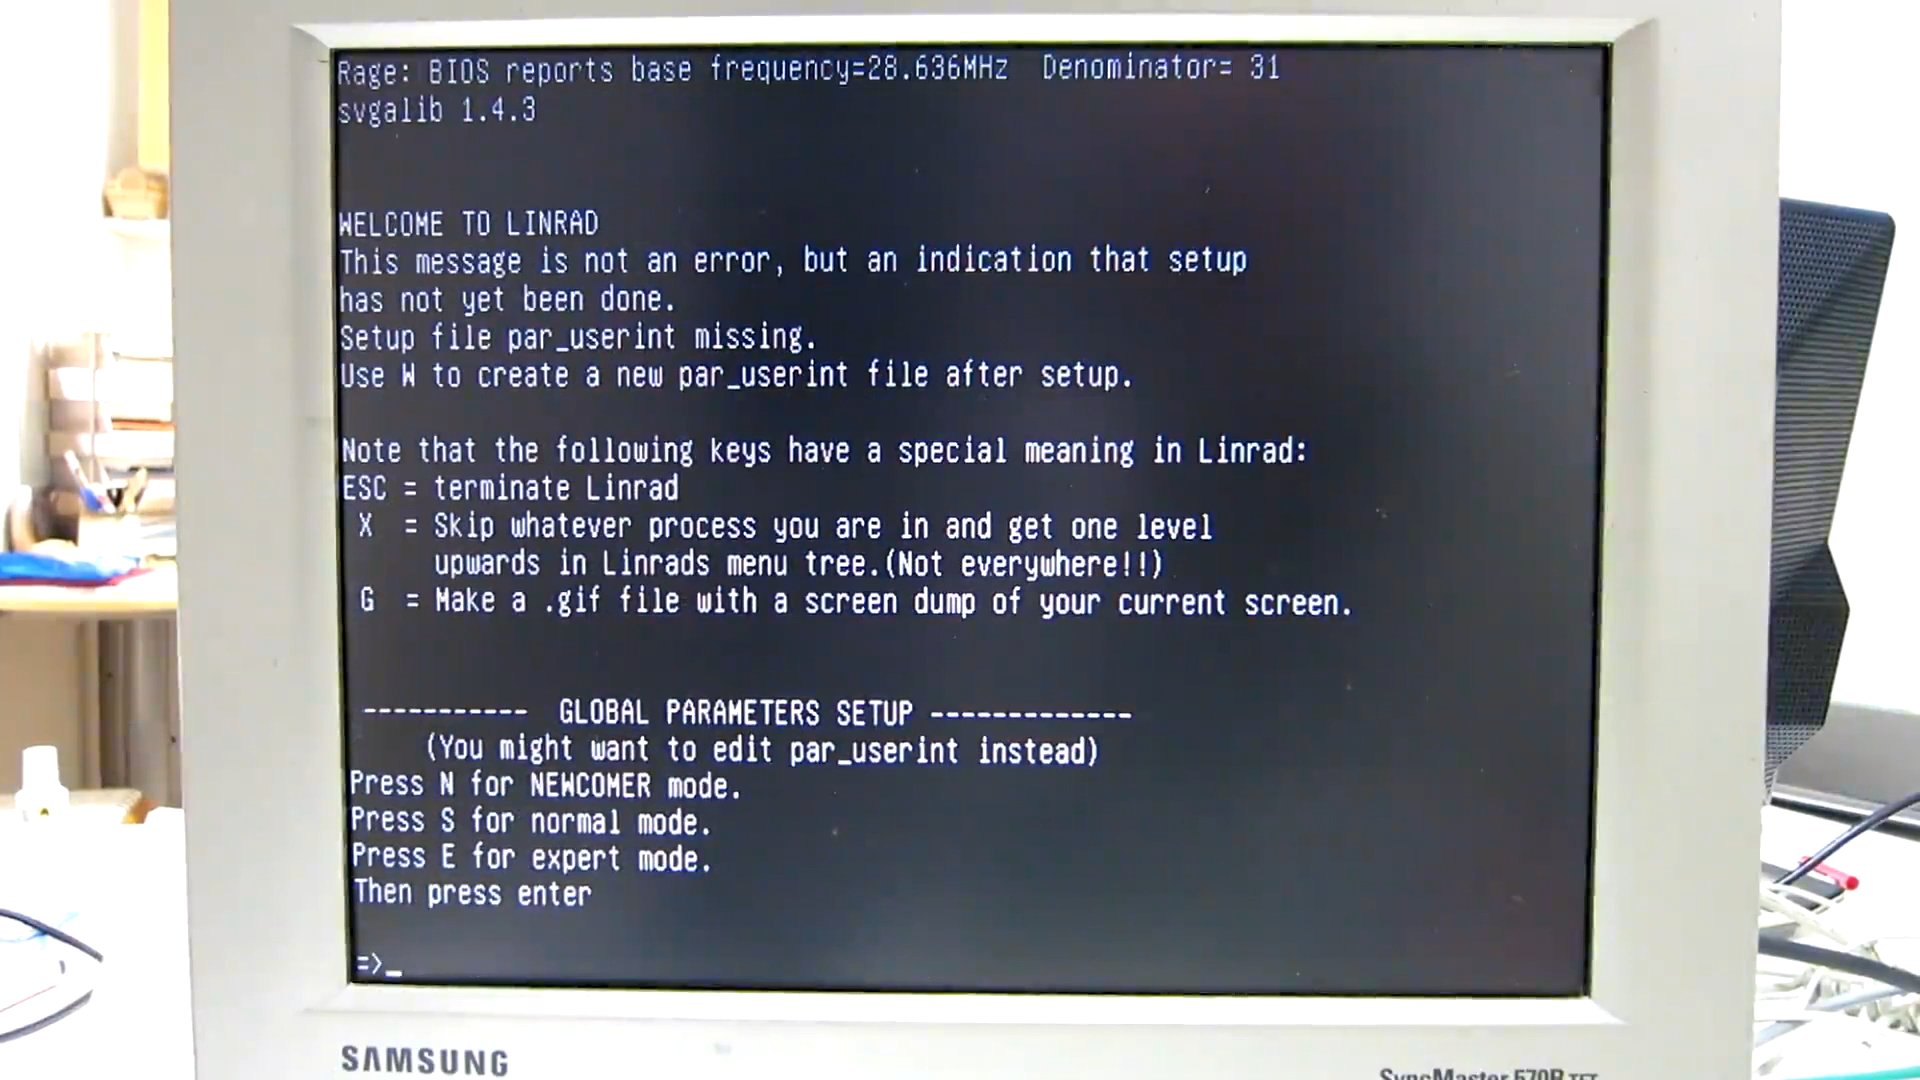 Rage: BIOS reports base frequency=28.636MHz  Denominator= 31
svgalib 1.4.3
WELCOME TO LINRAD
This message is not an error, but an indication that setup
has not yet been done.
Setup file par_userint missing.
Use W to create a new par_userint file after setup.
Note that the following keys have a special meaning in Linrad:
ESC = terminate Linrad
X = Skip whatever process you are in and get one level
upwards in Linrads menu tree.(Not everywhere!!)
G = Make a .gif file with a screen dump of your current screen.
----------- GLOBAL PARAMETERS SETUP -------------
(You might want to edit par_userint instead)
Press N for NEWCOMER mode.
Press S for normal mode.
Press E for expert mode.
Then press enter
=>_
SAMSUNG
SyncMaster 570B TFT